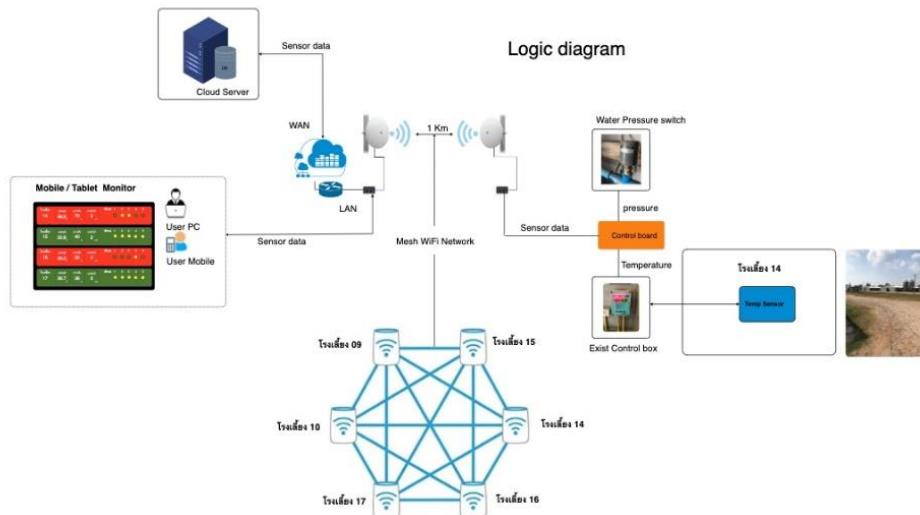 Logic diagram
Sensor data
Cloud Server
WAN
1 Km
Water Pressure switch
Mobile / Tablet Monitor
LAN
User PC
User Mobile
Sensor data
Sensor data
pressure
Control board
Mesh WiFi Network
Temperature
โรงเลี้ยง 14
Temp Sensor
Exist Control box
โรงเลี้ยง 09
โรงเลี้ยง 15
โรงเลี้ยง 10
โรงเลี้ยง 14
โรงเลี้ยง 17
โรงเลี้ยง 16